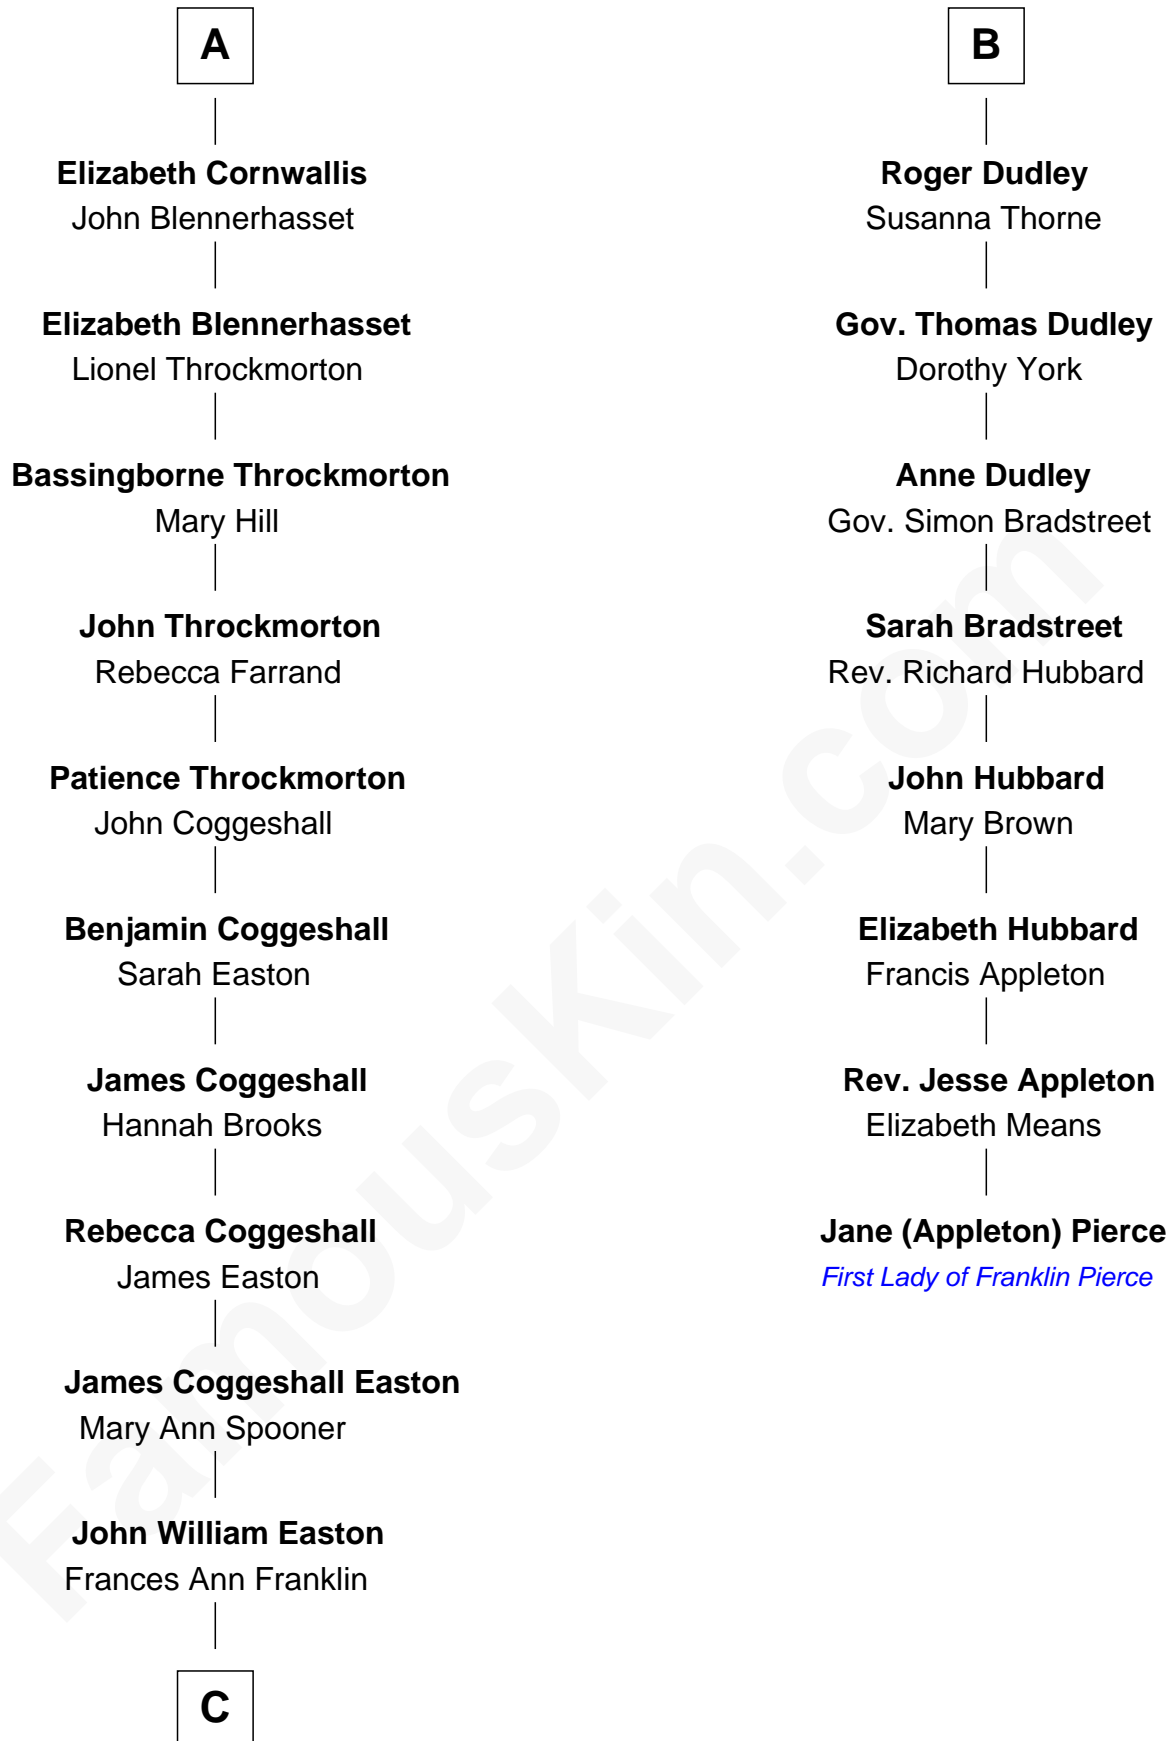 A
Elizabeth Cornwallis
John Blennerhasset
Elizabeth Blennerhasset
Lionel Throckmorton
Bassingborne Throckmorton
Mary Hill
John Throckmorton
Rebecca Farrand
Patience Throckmorton
John Coggeshall
Benjamin Coggeshall
Sarah Easton
James Coggeshall
Hannah Brooks
Rebecca Coggeshall
James Easton
James Coggeshall Easton
Mary Ann Spooner
John William Easton
Frances Ann Franklin
C
B
Roger Dudley
Susanna Thorne
Gov. Thomas Dudley
Dorothy York
Anne Dudley
Gov. Simon Bradstreet
Sarah Bradstreet
Rev. Richard Hubbard
John Hubbard
Mary Brown
Elizabeth Hubbard
Francis Appleton
Rev. Jesse Appleton
Elizabeth Means
Jane (Appleton) Pierce
First Lady of Franklin Pierce
FamousKin.com